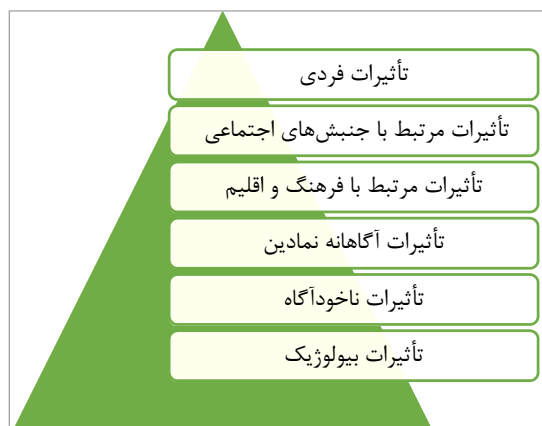 تأثیرات فردی
تأثیرات مرتبط با جنبش‌های اجتماعی
تأثیرات مرتبط با فرهنگ و اقلیم
تأثیرات آگاهانه نمادین
تأثیرات ناخودآگاه
تأثیرات بیولوژیک